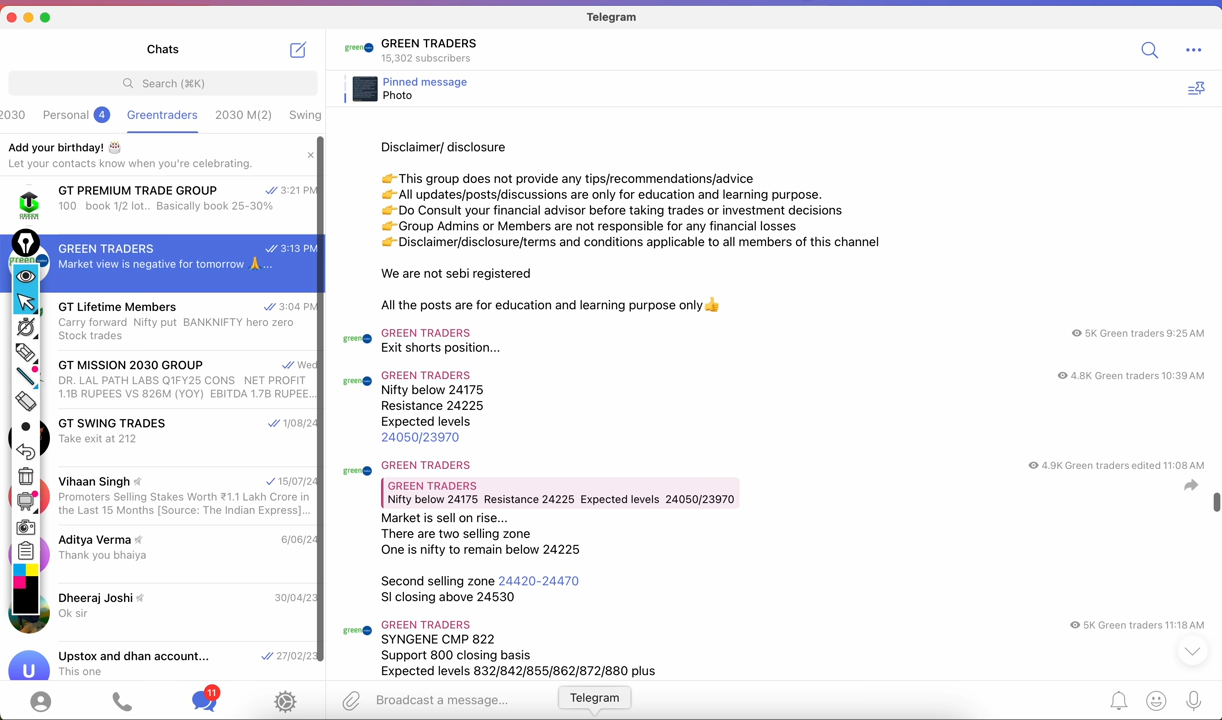 Telegram
Chats
Search (⌘K)
2030 Personal 4 Greentraders 2030 M(2) Swing
Add your birthday! 🎂
Let your contacts know when you're celebrating.
GT PREMIUM TRADE GROUP 3:21 PM
100 book 1/2 lot.. Basically book 25-30%
GREEN TRADERS 3:13 PM
Market view is negative for tomorrow 🙏...
GT Lifetime Members 3:04 PM
Carry forward Nifty put BANKNIFTY hero zero
Stock trades
GT MISSION 2030 GROUP Wed
DR. LAL PATH LABS Q1FY25 CONS NET PROFIT
1.1B RUPEES VS 826M (YOY) EBITDA 1.7B RUPEE...
GT SWING TRADES 1/08/24
Take exit at 212
Vihaan Singh 15/07/24
Promoters Selling Stakes Worth ₹1.1 Lakh Crore in
the Last 15 Months [Source: The Indian Express]...
Aditya Verma 6/06/24
Thank you bhaiya
Dheeraj Joshi 30/04/23
Ok sir
Upstox and dhan account... 27/02/23
This one
U
11
green
GREEN TRADERS
15,302 subscribers
Pinned message
Photo
Disclaimer/ disclosure
👉This group does not provide any tips/recommendations/advice
👉All updates/posts/discussions are only for education and learning purpose.
👉Do Consult your financial advisor before taking trades or investment decisions
👉Group Admins or Members are not responsible for any financial losses
👉Disclaimer/disclosure/terms and conditions applicable to all members of this channel
We are not sebi registered
All the posts are for education and learning purpose only👍
GREEN TRADERS 5K Green traders 9:25 AM
Exit shorts position...
GREEN TRADERS 4.8K Green traders 10:39 AM
Nifty below 24175
Resistance 24225
Expected levels
24050/23970
GREEN TRADERS 4.9K Green traders edited 11:08 AM
GREEN TRADERS
Nifty below 24175 Resistance 24225 Expected levels 24050/23970
Market is sell on rise...
There are two selling zone
One is nifty to remain below 24225
Second selling zone 24420-24470
Sl closing above 24530
GREEN TRADERS 5K Green traders 11:18 AM
SYNGENE CMP 822
Support 800 closing basis
Expected levels 832/842/855/862/872/880 plus
Broadcast a message...
Telegram